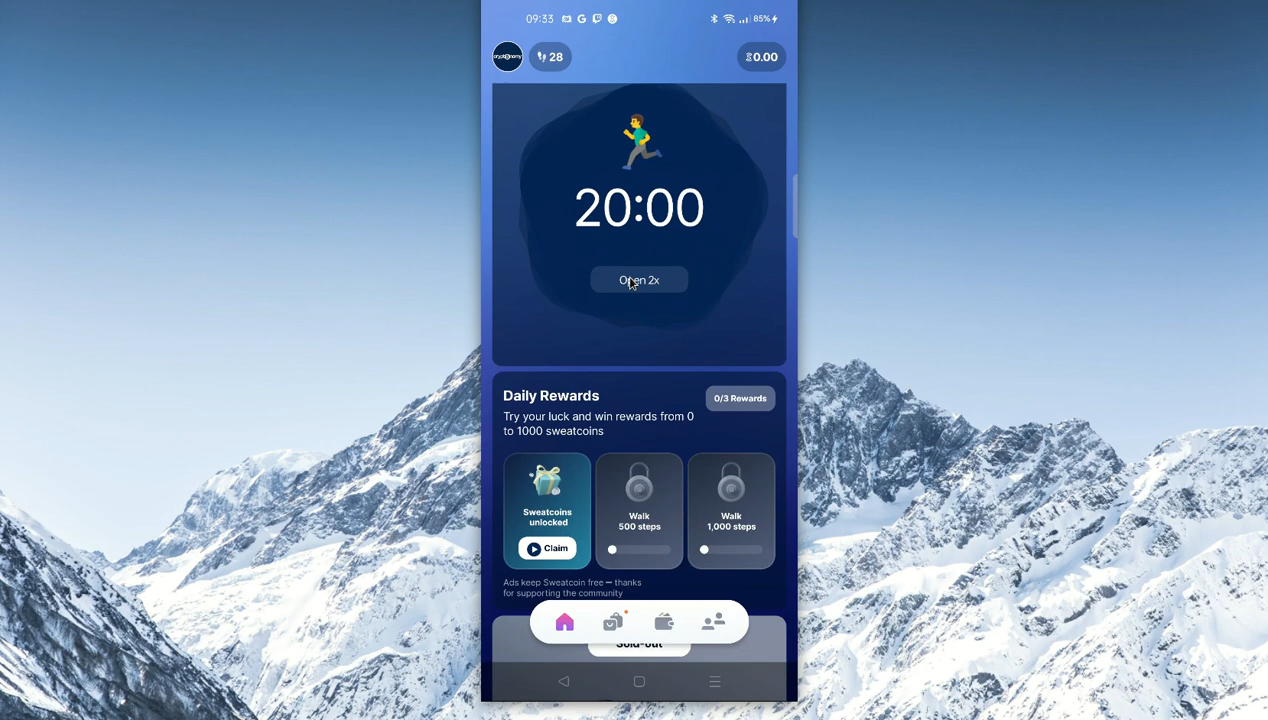 09:33
85%
28
0.00
20:00
Open 2x
Daily Rewards
0/3 Rewards
Try your luck and win rewards from 0
to 1000 sweatcoins
Sweatcoins
unlocked
Claim
Walk
500 steps
Walk
1,000 steps
Ads keep Sweatcoin free — thanks
for supporting the community
Sold-out